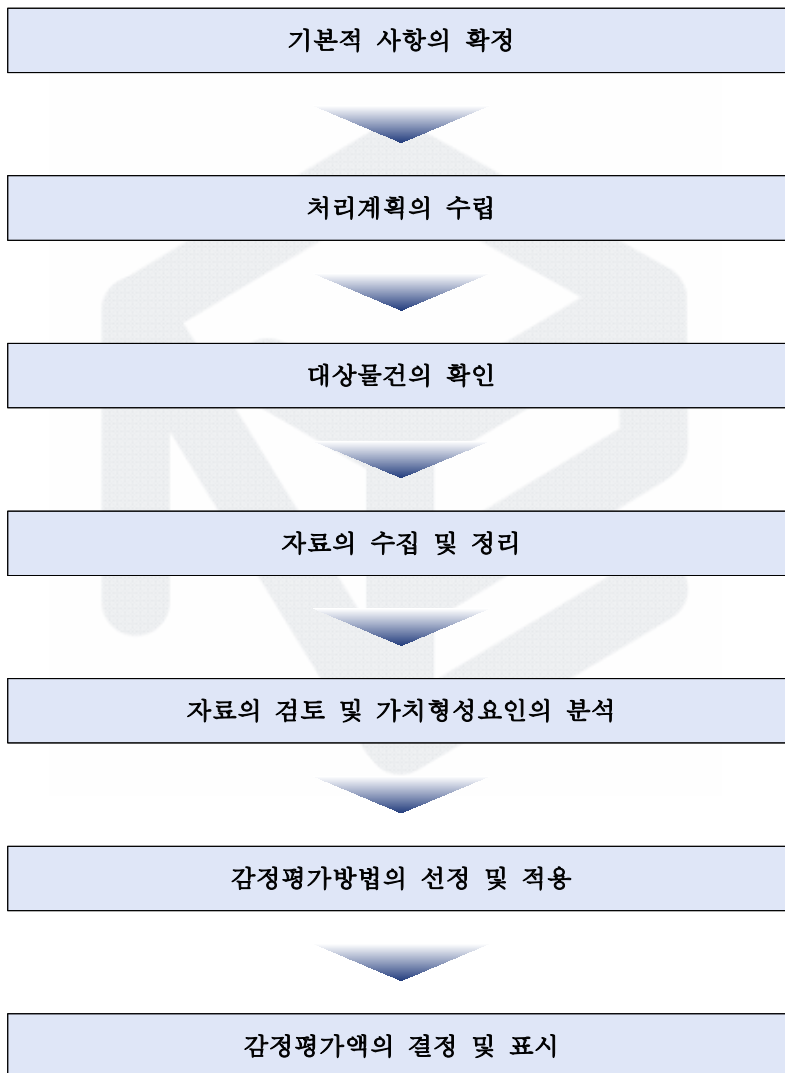 기본적 사항의 확정
처리계획의 수립
대상물건의 확인
자료의 수집 및 정리
자료의 검토 및 가치형성요인의 분석
감정평가방법의 선정 및 적용
감정평가액의 결정 및 표시